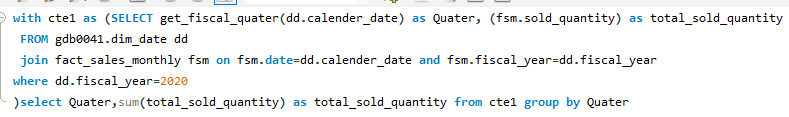 with cte1 as (SELECT get_fiscal_quater(dd.calender_date) as Quater, (fsm.sold_quantity) as total_sold_quantity
FROM gdb0041.dim_date dd
join fact_sales_monthly fsm on fsm.date=dd.calender_date and fsm.fiscal_year=dd.fiscal_year
where dd.fiscal_year=2020
)select Quater,sum(total_sold_quantity) as total_sold_quantity from cte1 group by Quater